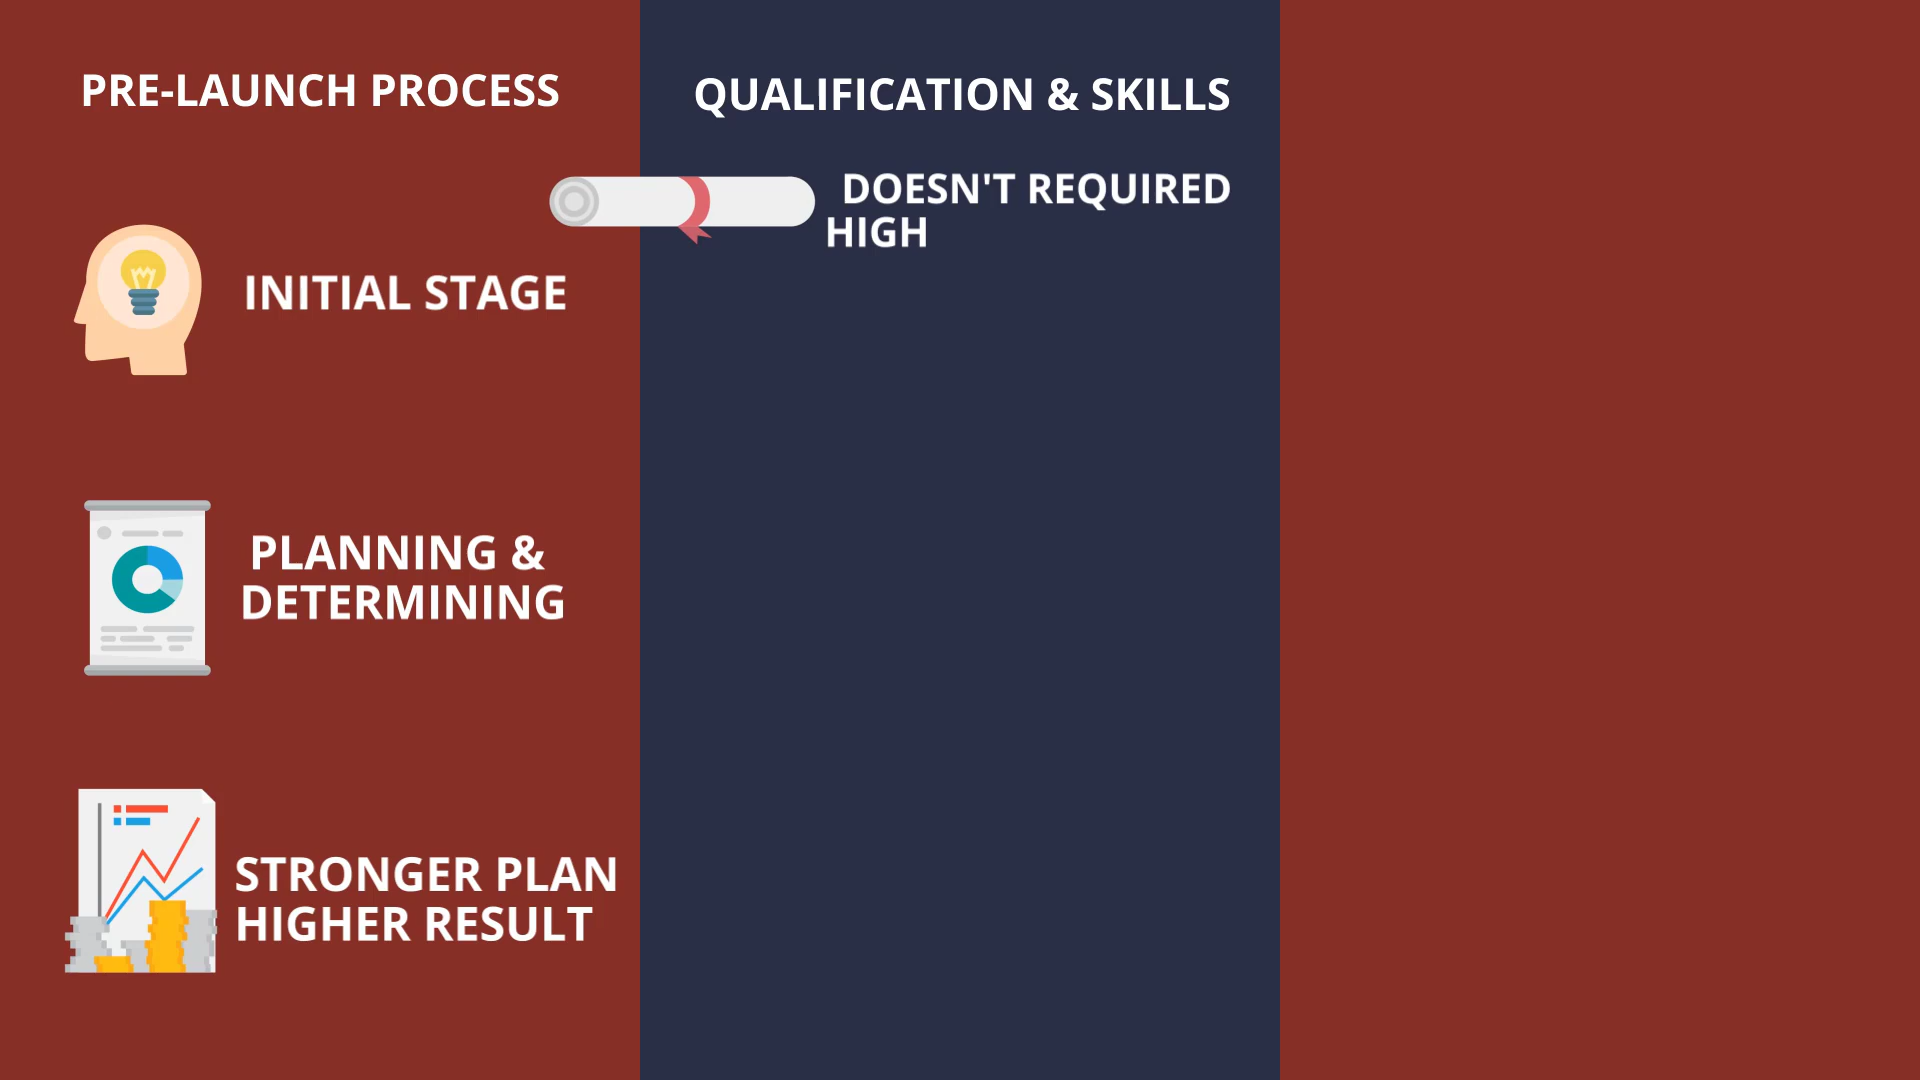 PRE-LAUNCH PROCESS
INITIAL STAGE
PLANNING &
DETERMINING
STRONGER PLAN
HIGHER RESULT
QUALIFICATION & SKILLS
DOESN'T REQUIRED
HIGH